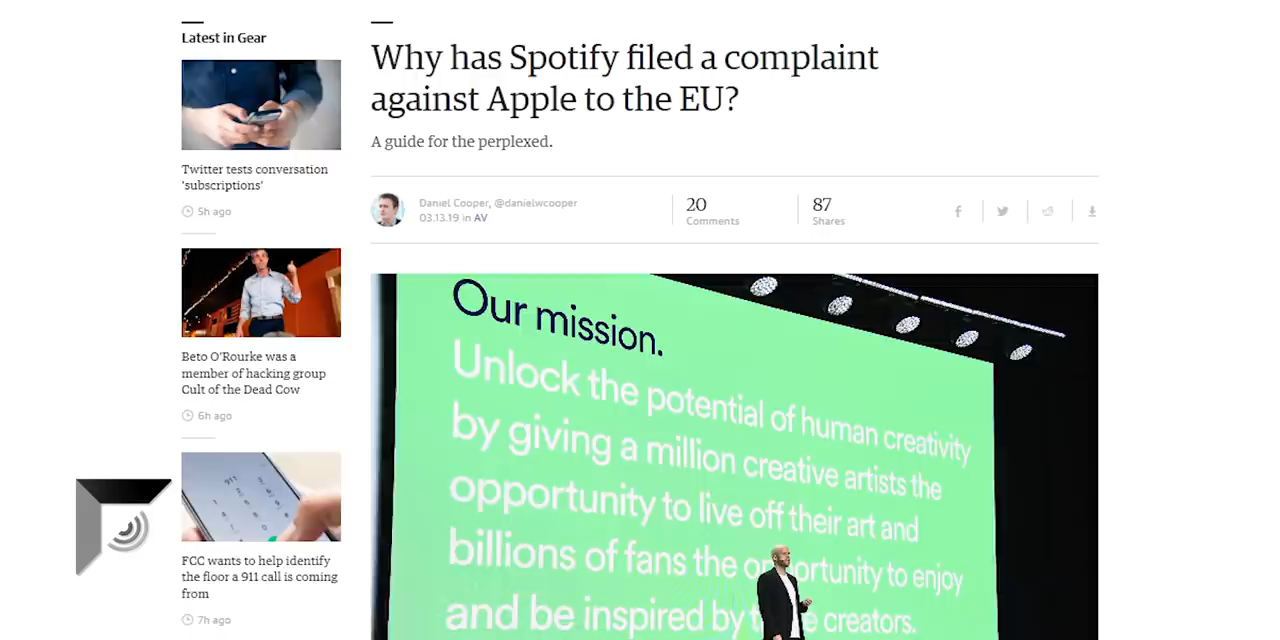 Latest in Gear
Twitter tests conversation
'subscriptions'
5h ago
Beto O'Rourke was a
member of hacking group
Cult of the Dead Cow
6h ago
911
FCC wants to help identify
the floor a 911 call is coming
from
7h ago
Why has Spotify filed a complaint
against Apple to the EU?
A guide for the perplexed.
Daniel Cooper, @danielwcooper
03.13.19 in AV
20
Comments
87
Shares
Our mission.
Unlock the potential of human creativity
by giving a million creative artists the
opportunity to live off their art and
billions of fans the opportunity to enjoy
and be inspired by creators.